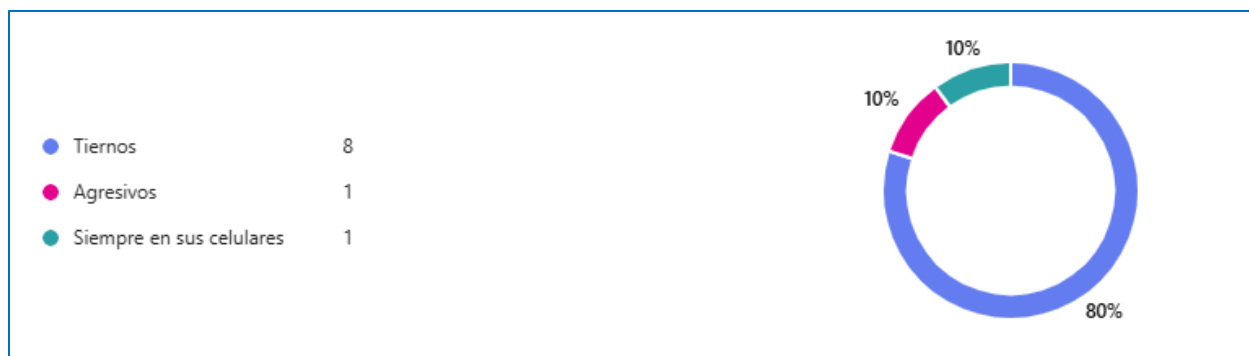 10%
10%
Tiernos 8
Agresivos 1
Siempre en sus celulares 1
80%